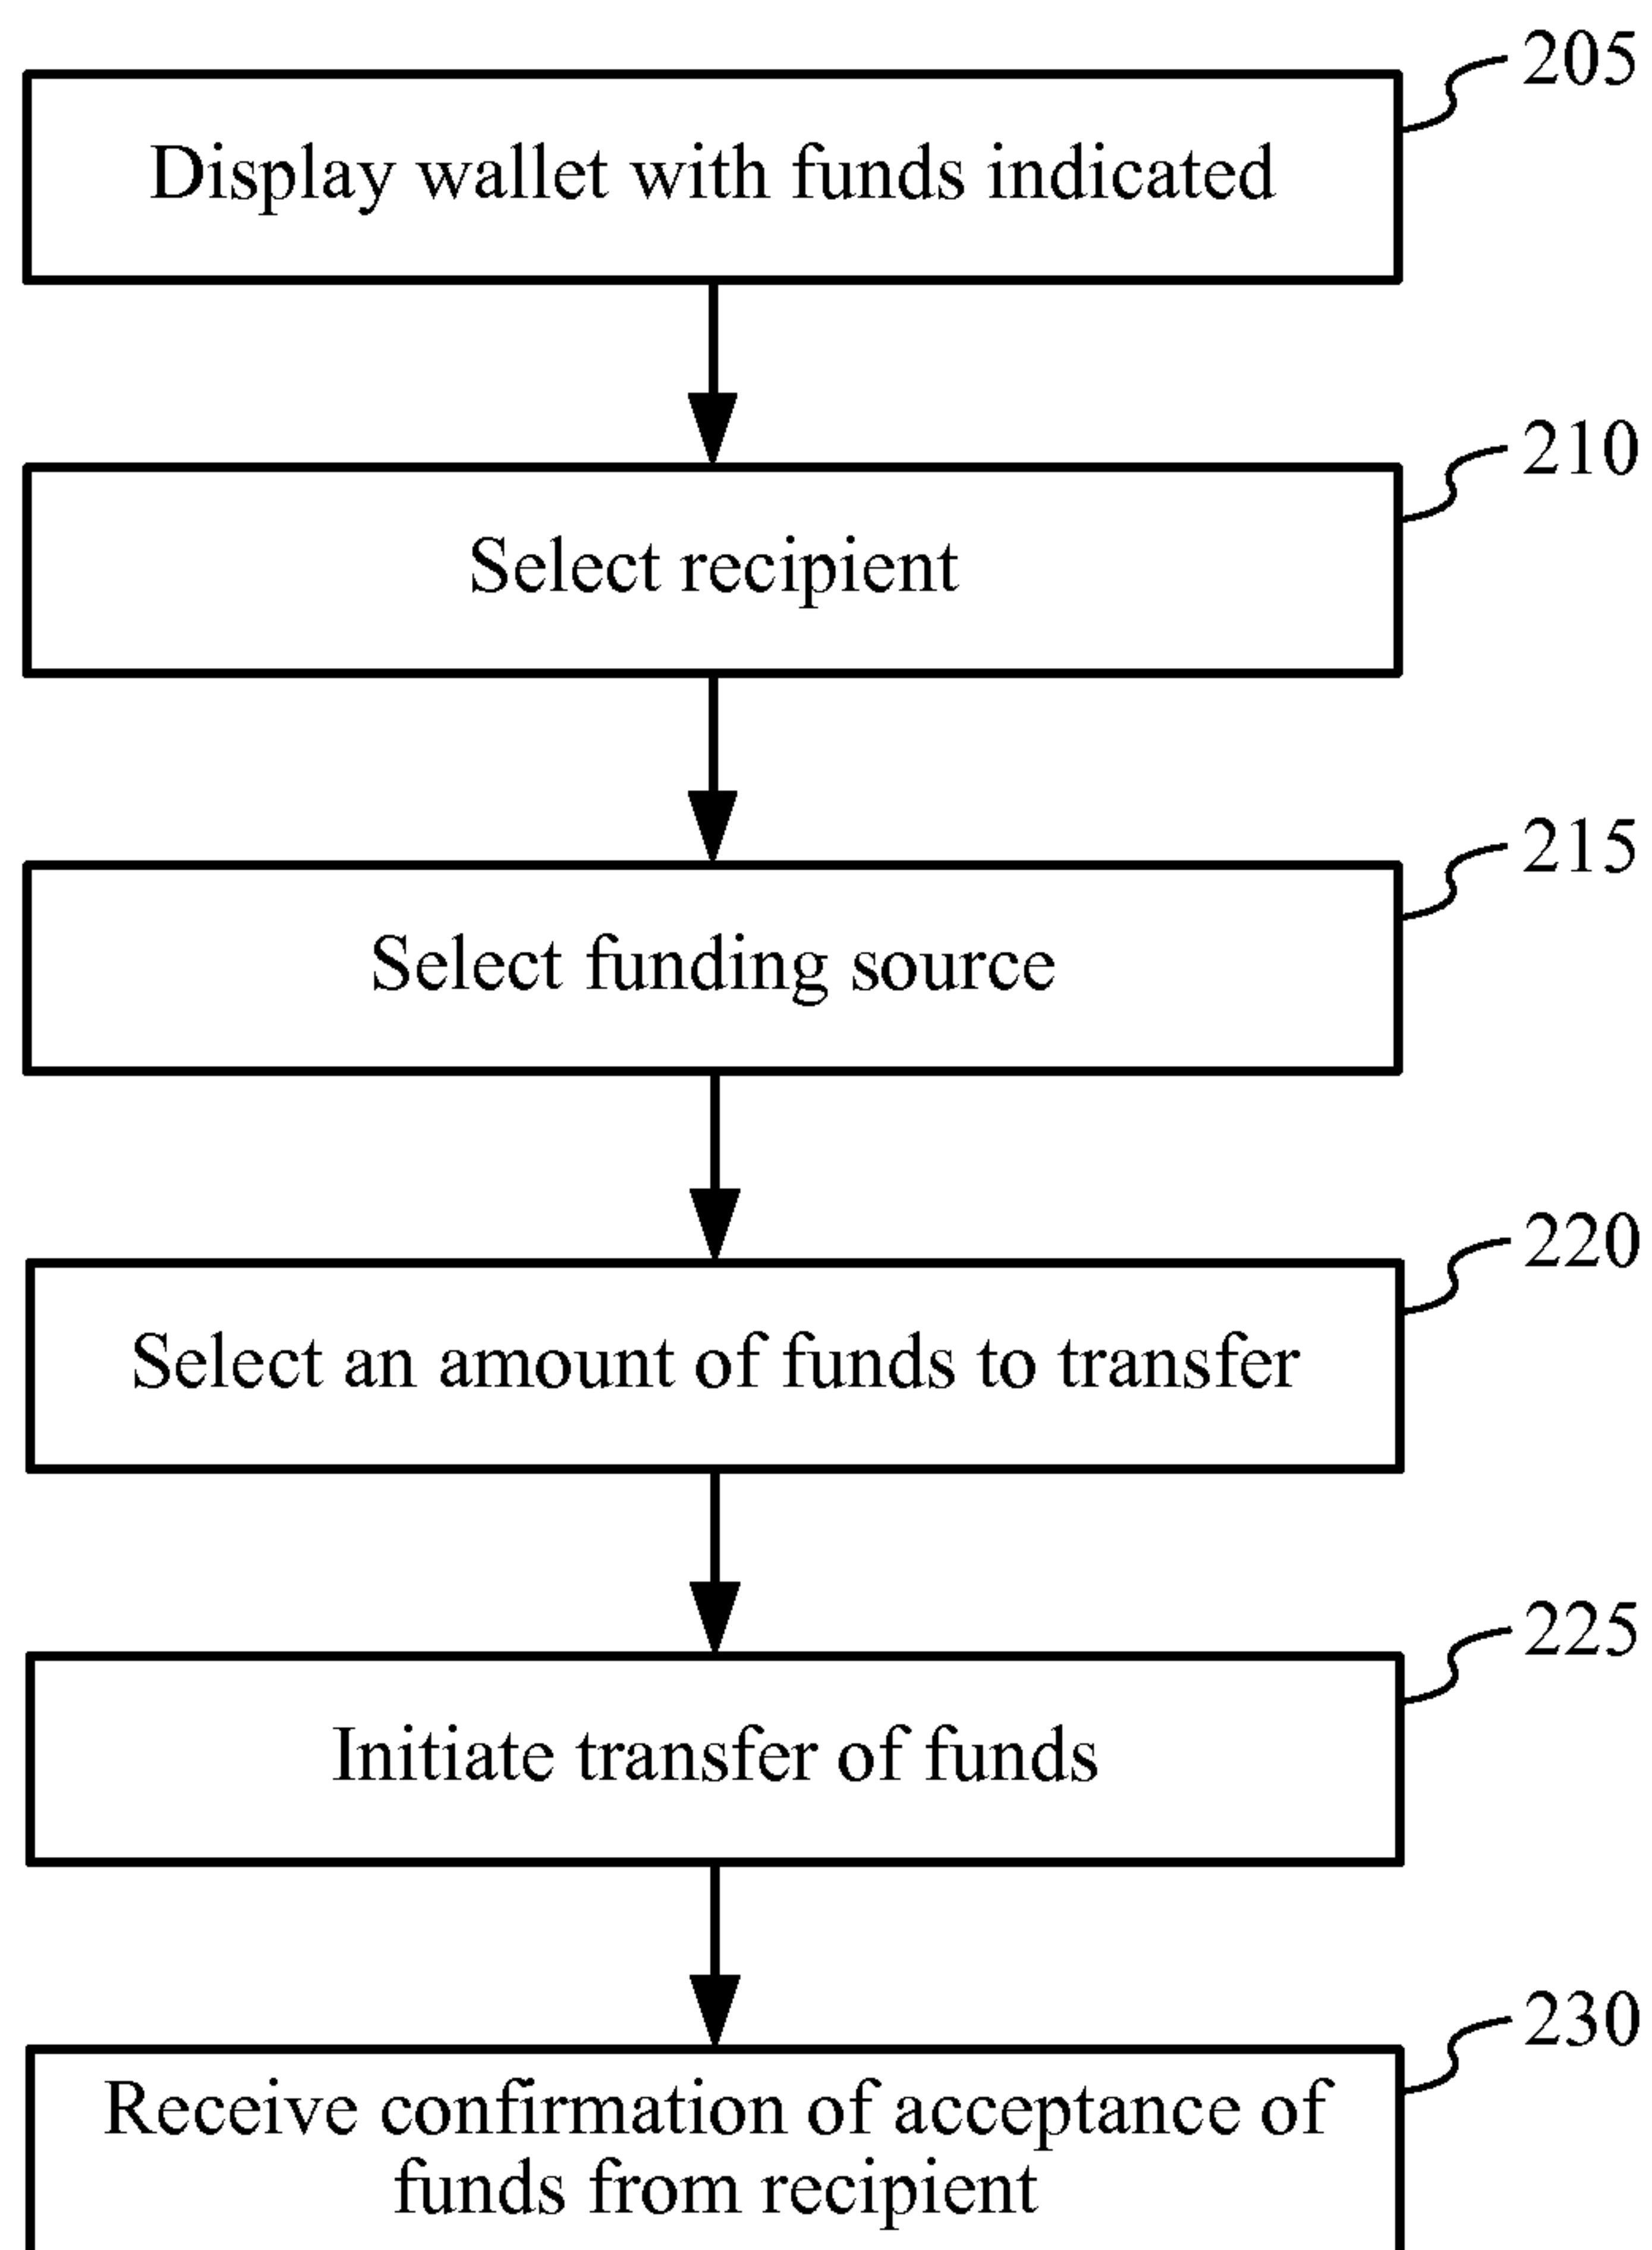 205
Display wallet with funds indicated
210
Select recipient
215
Select funding source
220
Select an amount of funds to transfer
225
Initiate transfer of funds
230
Receive confirmation of acceptance of
funds from recipient